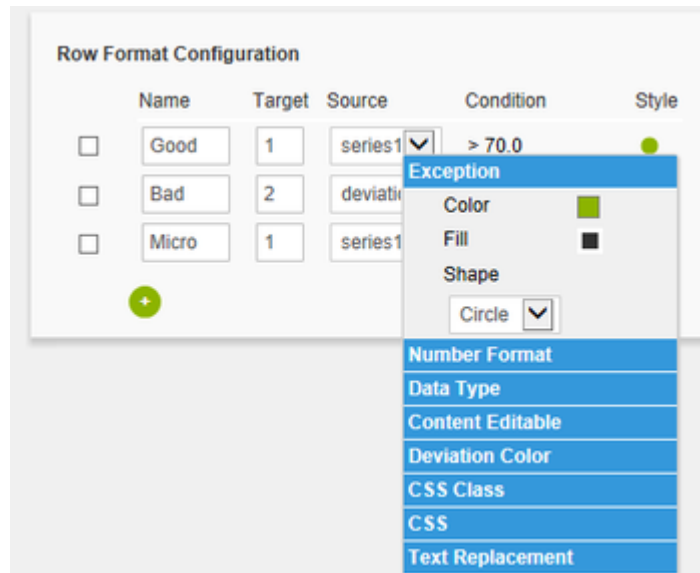 Row Format Configuration
Name Target Source Condition Style
Good 1 series1 > 70.0
Exception
Bad 2
Color
Micro 1 series1
Fill
Shape
+
Circle
Number Format
Data Type
Content Editable
Deviation Color
CSS Class
CSS
Text Replacement